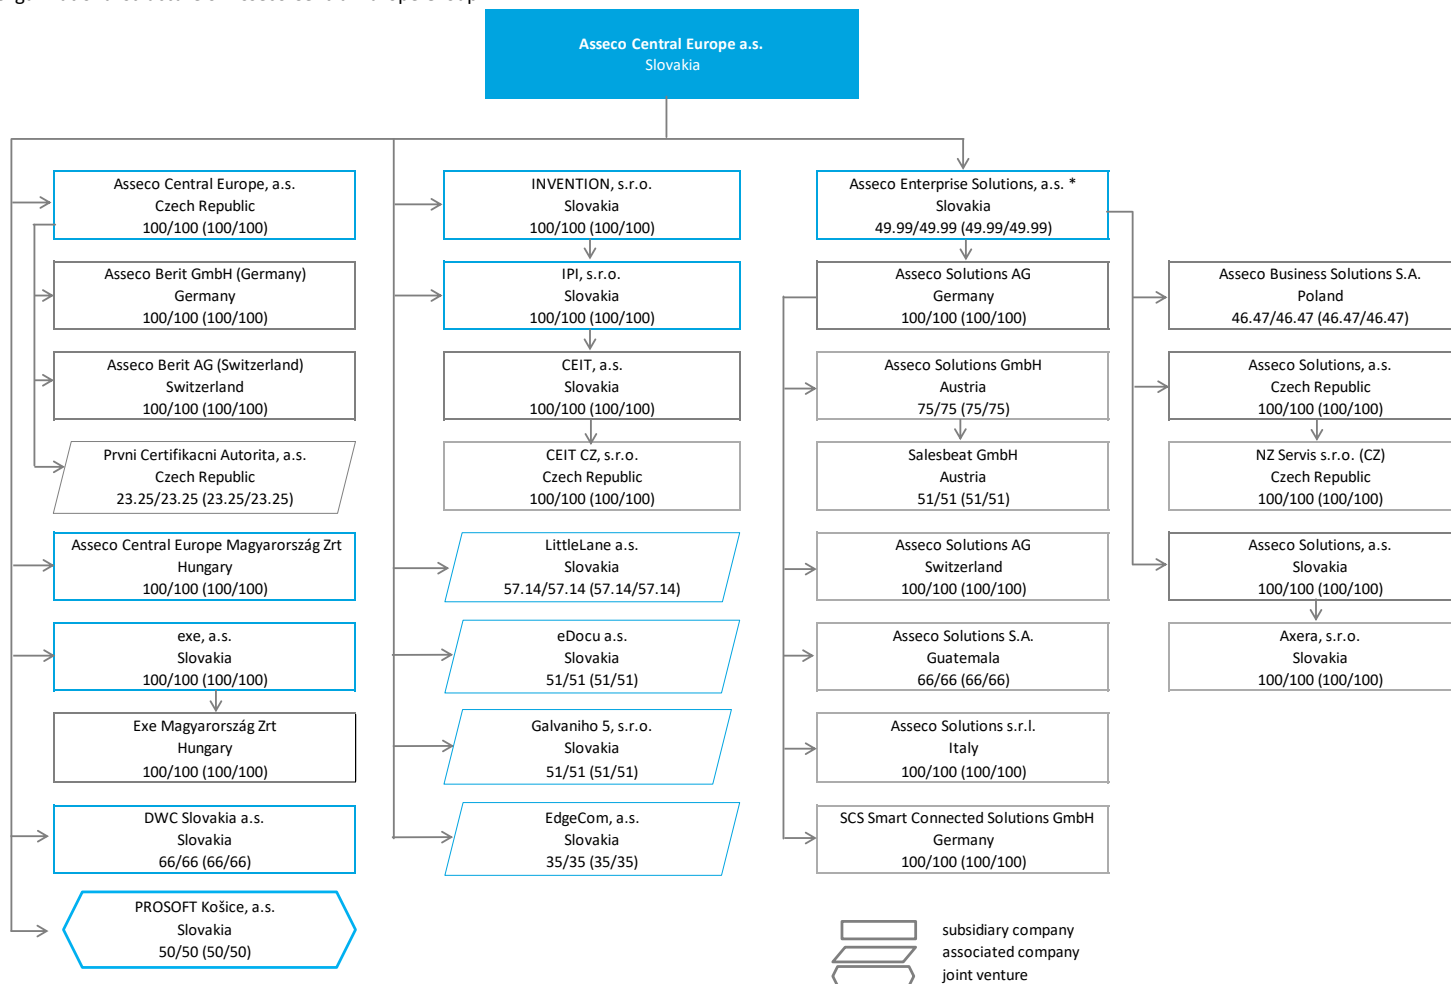 Asseco Central Europe a.s.
Slovakia
Asseco Central Europe, a.s.
Czech Republic
100/100 (100/100)
Asseco Berit GmbH (Germany)
Germany
100/100 (100/100)
Asseco Berit AG (Switzerland)
Switzerland
100/100 (100/100)
Prvni Certifikacni Autorita, a.s.
Czech Republic
23.25/23.25 (23.25/23.25)
Asseco Central Europe Magyarország Zrt
Hungary
100/100 (100/100)
exe, a.s.
Slovakia
100/100 (100/100)
Exe Magyarország Zrt
Hungary
100/100 (100/100)
DWC Slovakia a.s.
Slovakia
66/66 (66/66)
PROSOFT Košice, a.s.
Slovakia
50/50 (50/50)
INVENTION, s.r.o.
Slovakia
100/100 (100/100)
IPI, s.r.o.
Slovakia
100/100 (100/100)
CEIT, a.s.
Slovakia
100/100 (100/100)
CEIT CZ, s.r.o.
Czech Republic
100/100 (100/100)
LittleLane a.s.
Slovakia
57.14/57.14 (57.14/57.14)
eDocu a.s.
Slovakia
51/51 (51/51)
Galvaniho 5, s.r.o.
Slovakia
51/51 (51/51)
EdgeCom, a.s.
Slovakia
35/35 (35/35)
Asseco Enterprise Solutions, a.s. *
Slovakia
49.99/49.99 (49.99/49.99)
Asseco Solutions AG
Germany
100/100 (100/100)
Asseco Solutions GmbH
Austria
75/75 (75/75)
Salesbeat GmbH
Austria
51/51 (51/51)
Asseco Solutions AG
Switzerland
100/100 (100/100)
Asseco Solutions S.A.
Guatemala
66/66 (66/66)
Asseco Solutions s.r.l.
Italy
100/100 (100/100)
SCS Smart Connected Solutions GmbH
Germany
100/100 (100/100)
Asseco Business Solutions S.A.
Poland
46.47/46.47 (46.47/46.47)
Asseco Solutions, a.s.
Czech Republic
100/100 (100/100)
NZ Servis s.r.o. (CZ)
Czech Republic
100/100 (100/100)
Asseco Solutions, a.s.
Slovakia
100/100 (100/100)
Axera, s.r.o.
Slovakia
100/100 (100/100)
subsidiary company
associated company
joint venture